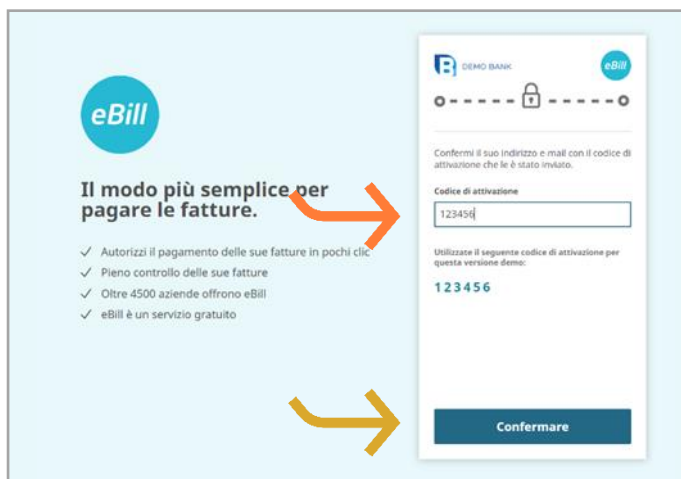 eBill
Il modo più semplice per
pagare le fatture.
✓ Autorizzi il pagamento delle sue fatture in pochi clic
✓ Pieno controllo delle sue fatture
✓ Oltre 4500 aziende offrono eBill
✓ eBill è un servizio gratuito
B DEMO BANK
eBill
Confermi il suo indirizzo e mail con il codice di
attivazione che le è stato inviato.
Codice di attivazione
123456
Utilizzate il seguente codice di attivazione per
questa versione demo:
123456
Confermare